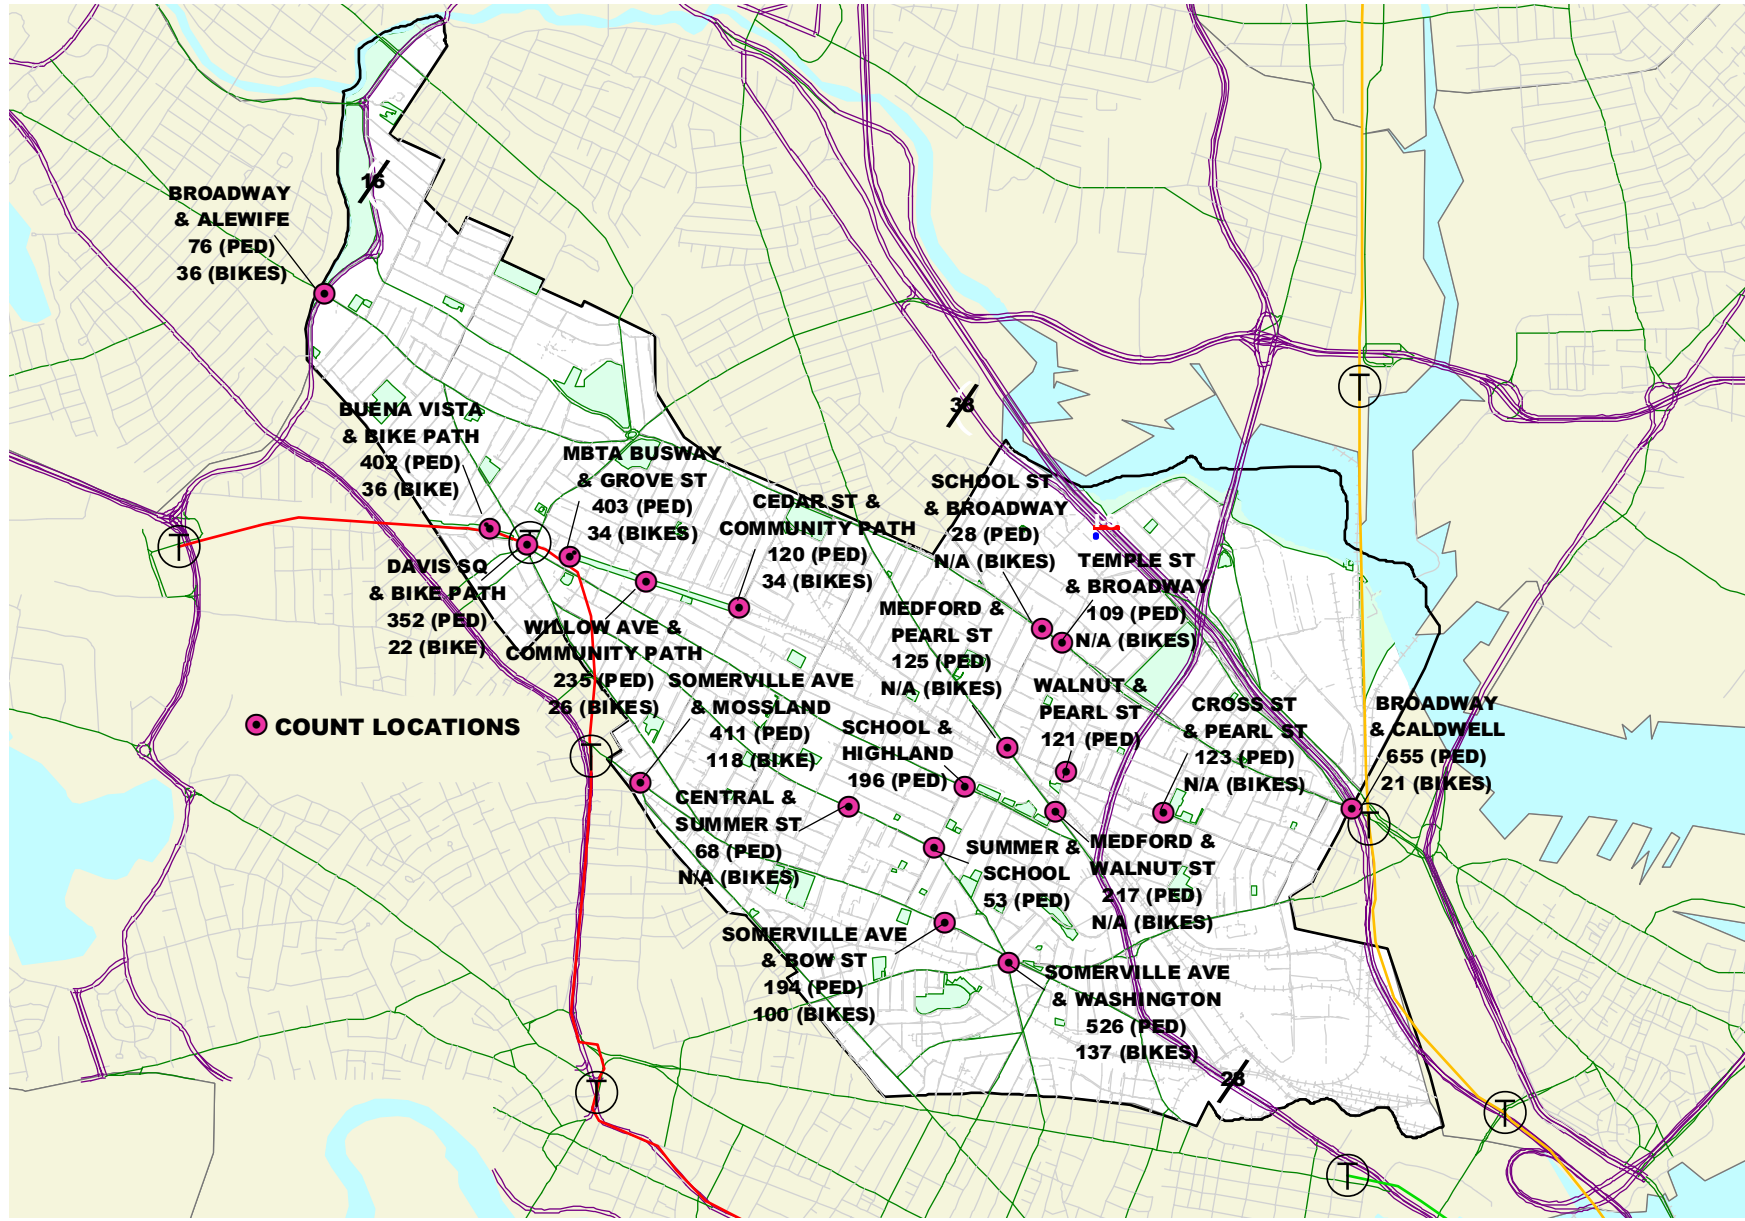 16
BROADWAY
& ALEWIFE
76 (PED)
36 (BIKES)
38
BUENA VISTA
& BIKE PATH
402 (PED)
36 (BIKE)
MBTA BUSWAY
& GROVE ST
403 (PED)
34 (BIKES)
CEDAR ST &
COMMUNITY PATH
120 (PED)
34 (BIKES)
SCHOOL ST
& BROADWAY
28 (PED)
N/A (BIKES)
TEMPLE ST
& BROADWAY
109 (PED)
N/A (BIKES)
T
T
T
DAVIS SQ
& BIKE PATH
352 (PED)
22 (BIKE)
WILLOW AVE &
COMMUNITY PATH
235 (PED)
26 (BIKES)
MEDFORD &
PEARL ST
125 (PED)
N/A (BIKES)
SOMERVILLE AVE
& MOSSLAND
411 (PED)
118 (BIKE)
WALNUT &
PEARL ST
121 (PED)
CROSS ST
& PEARL ST
123 (PED)
N/A (BIKES)
BROADWAY
& CALDWELL
655 (PED)
21 (BIKES)
COUNT LOCATIONS
SCHOOL &
HIGHLAND
196 (PED)
T
T
CENTRAL &
SUMMER ST
68 (PED)
N/A (BIKES)
SUMMER &
SCHOOL
53 (PED)
MEDFORD &
WALNUT ST
217 (PED)
N/A (BIKES)
SOMERVILLE AVE
& BOW ST
194 (PED)
100 (BIKES)
SOMERVILLE AVE
& WASHINGTON
526 (PED)
137 (BIKES)
28
T
T
T